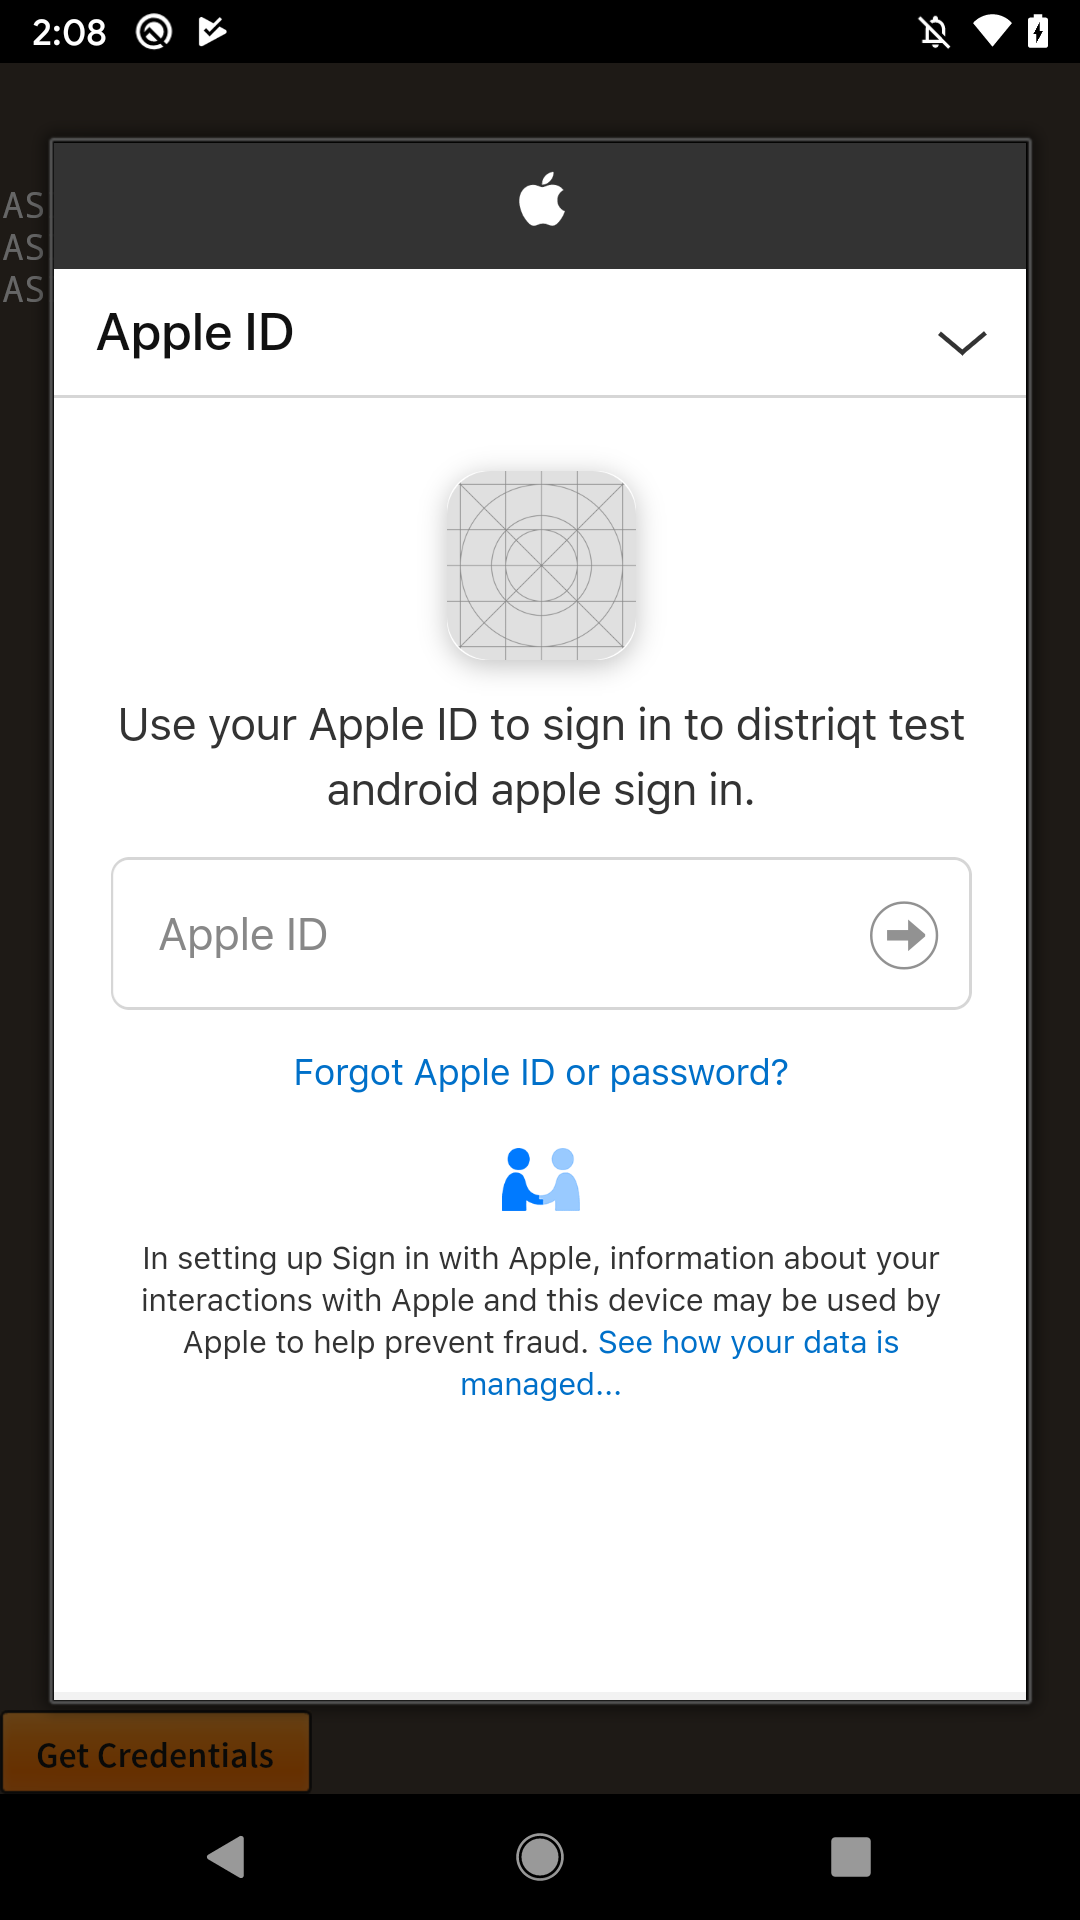 2:08
AS
AS
AS
Apple ID
Use your Apple ID to sign in to distriqt test
android apple sign in.
Apple ID
Forgot Apple ID or password?
In setting up Sign in with Apple, information about your
interactions with Apple and this device may be used by
Apple to help prevent fraud. See how your data is
managed...
Get Credentials